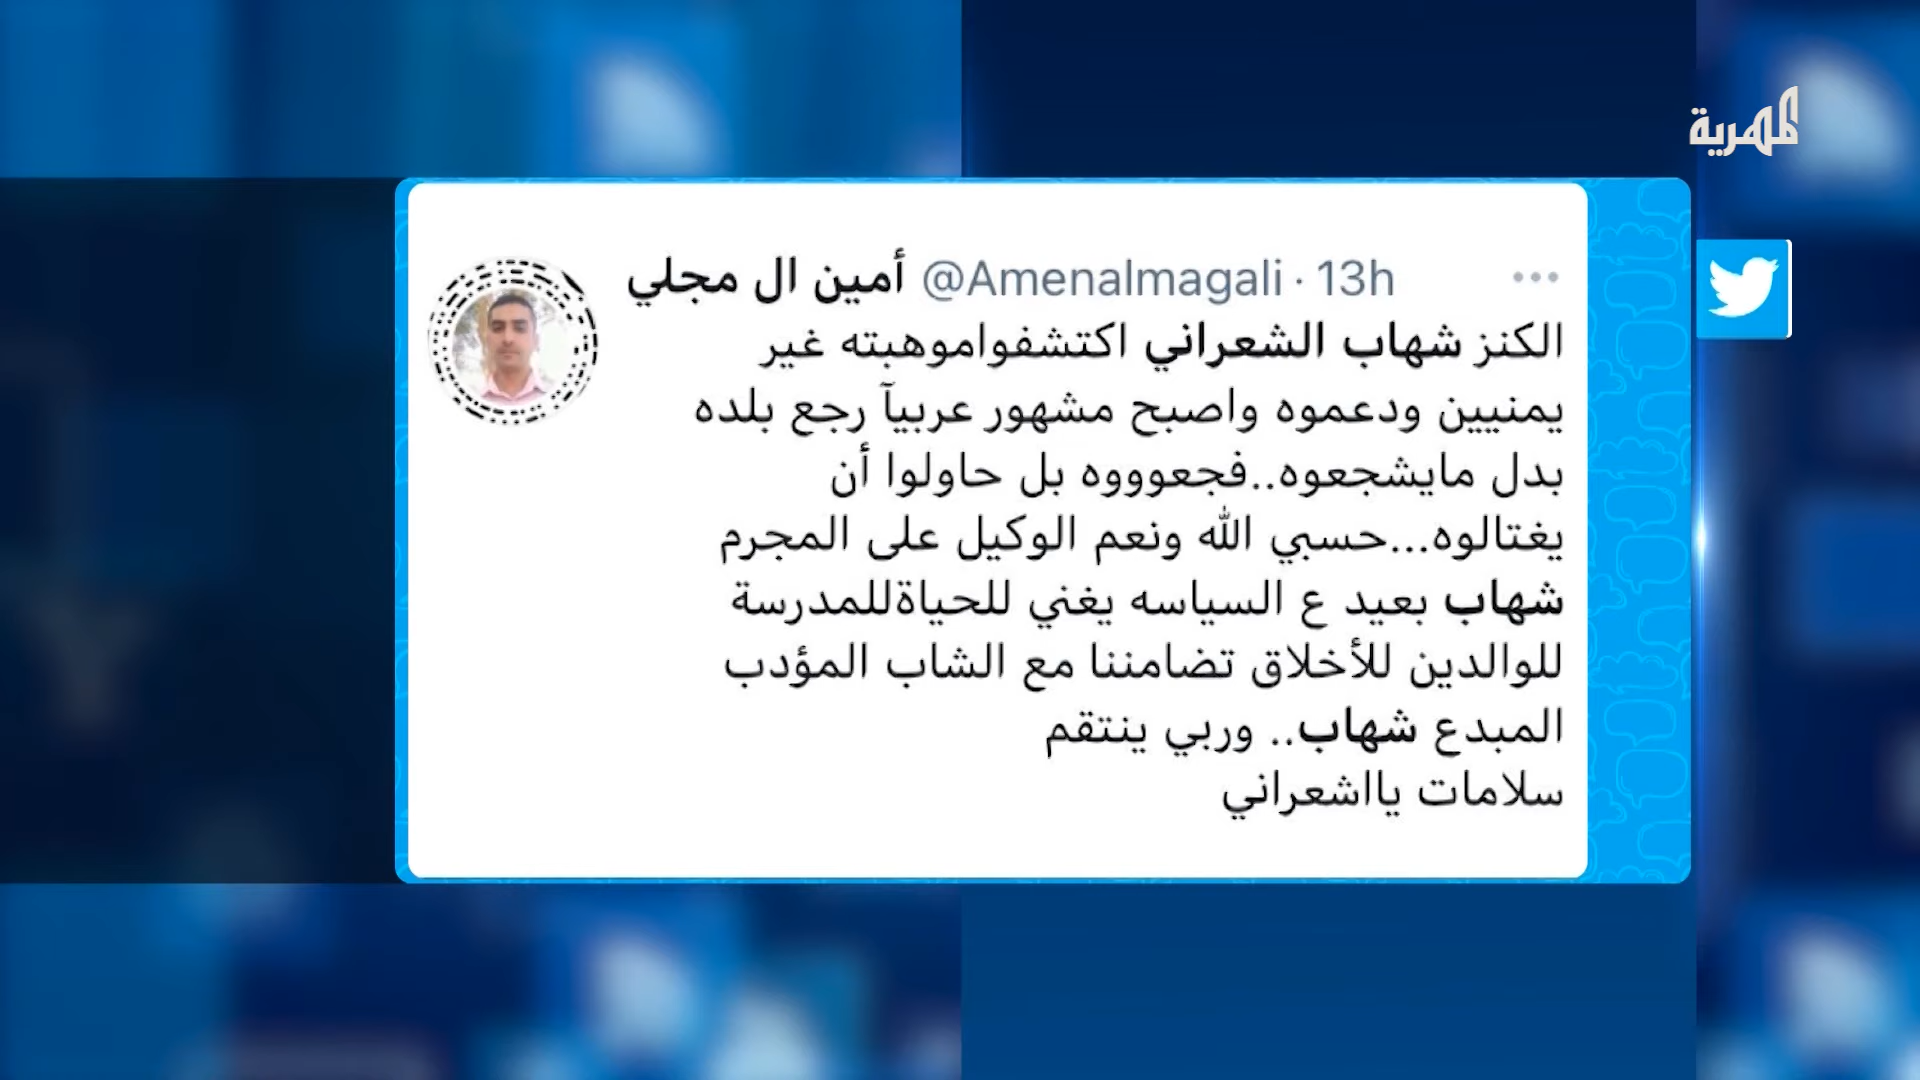 المهرية
أمين ال مجلي @Amenalmagali · 13h
الكنز شهاب الشعراني اكتشفواموهبته غير
يمنيين ودعموه واصبح مشهور عربيآ رجع بلده
بدل مايشجعوه..فجعوووه بل حاولوا أن
يغتالوه...حسبي الله ونعم الوكيل على المجرم
شهاب بعيد ع السياسه يغني للحياةللمدرسة
للوالدين للأخلاق تضامننا مع الشاب المؤدب
المبدع شهاب.. وربي ينتقم
سلامات يااشعراني